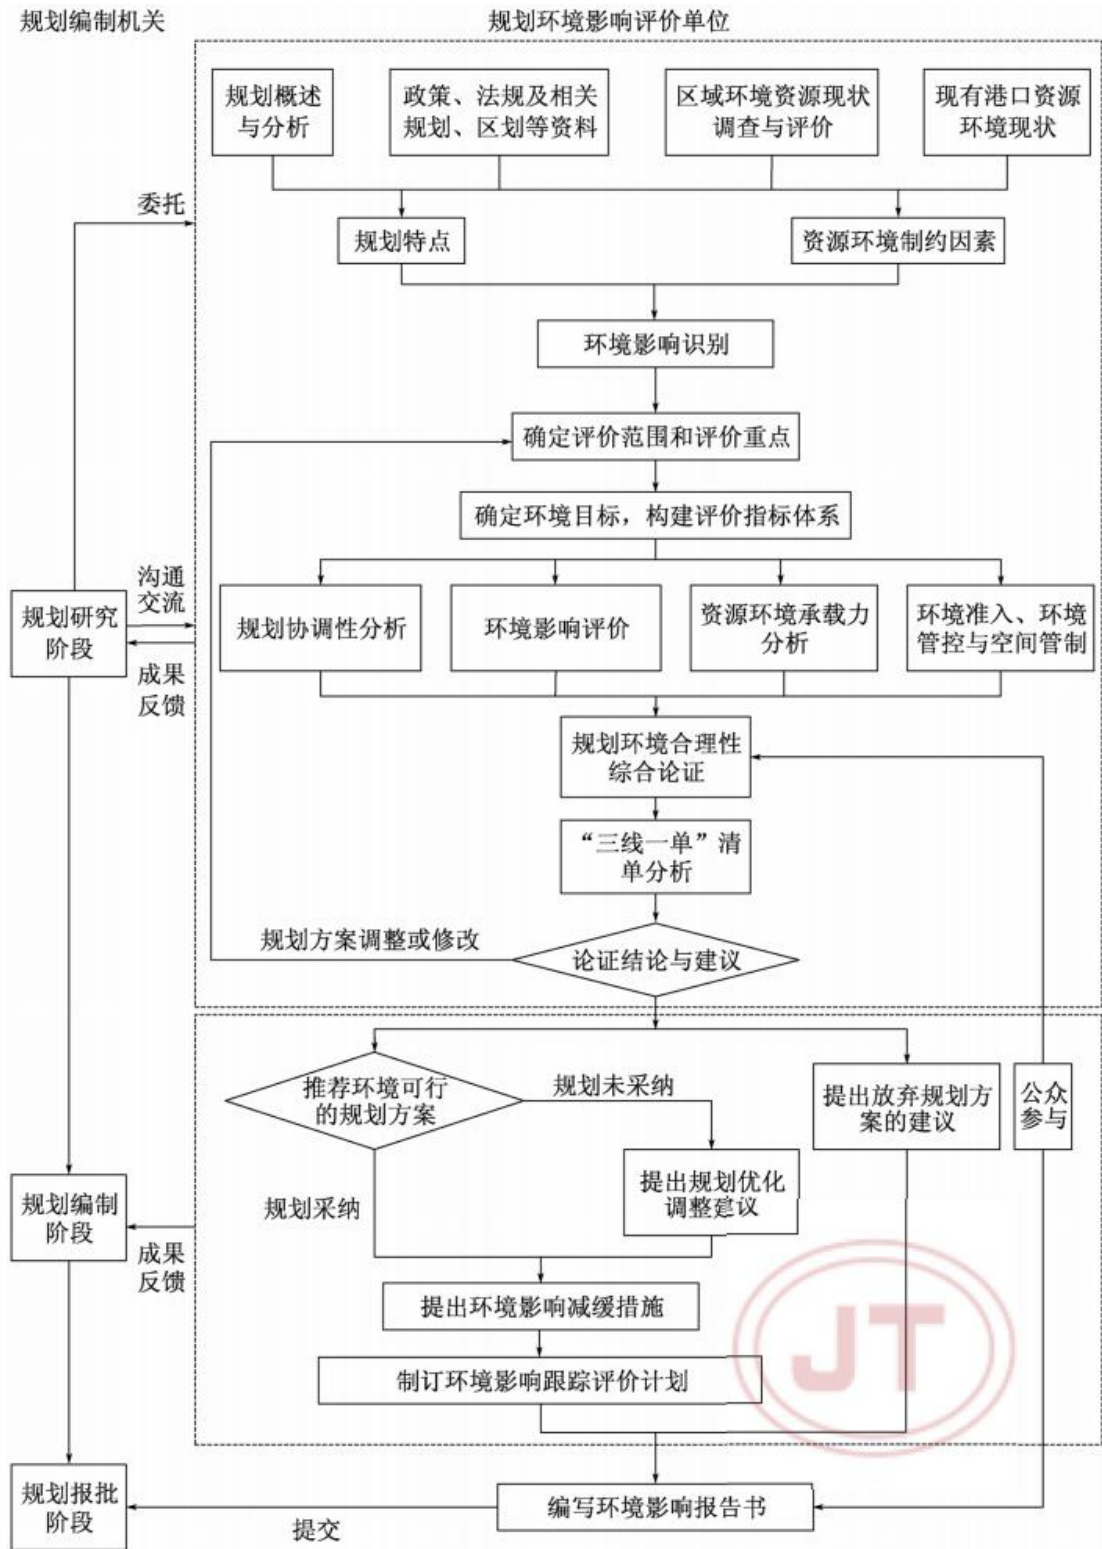 规划编制机关
规划环境影响评价单位
规划概述
与分析
政策、法规及相关
规划、区划等资料
区域环境资源现状
调查与评价
现有港口资源
环境现状
委托
规划特点
资源环境制约因素
环境影响识别
确定评价范围和评价重点
确定环境目标，构建评价指标体系
沟通
交流
规划研究
阶段
成果
反馈
规划协调性分析
环境影响评价
资源环境承载力
分析
环境准入、环境
管控与空间管制
规划环境合理性
综合论证
“三线一单”清
单分析
规划方案调整或修改
论证结论与建议
推荐环境可行
的规划方案
规划未采纳
提出放弃规划方
案的建议
公众
参与
规划采纳
提出规划优化
调整建议
规划编制
阶段
成果
反馈
提出环境影响减缓措施
制订环境影响跟踪评价计划
JT
规划报批
阶段
提交
编写环境影响报告书